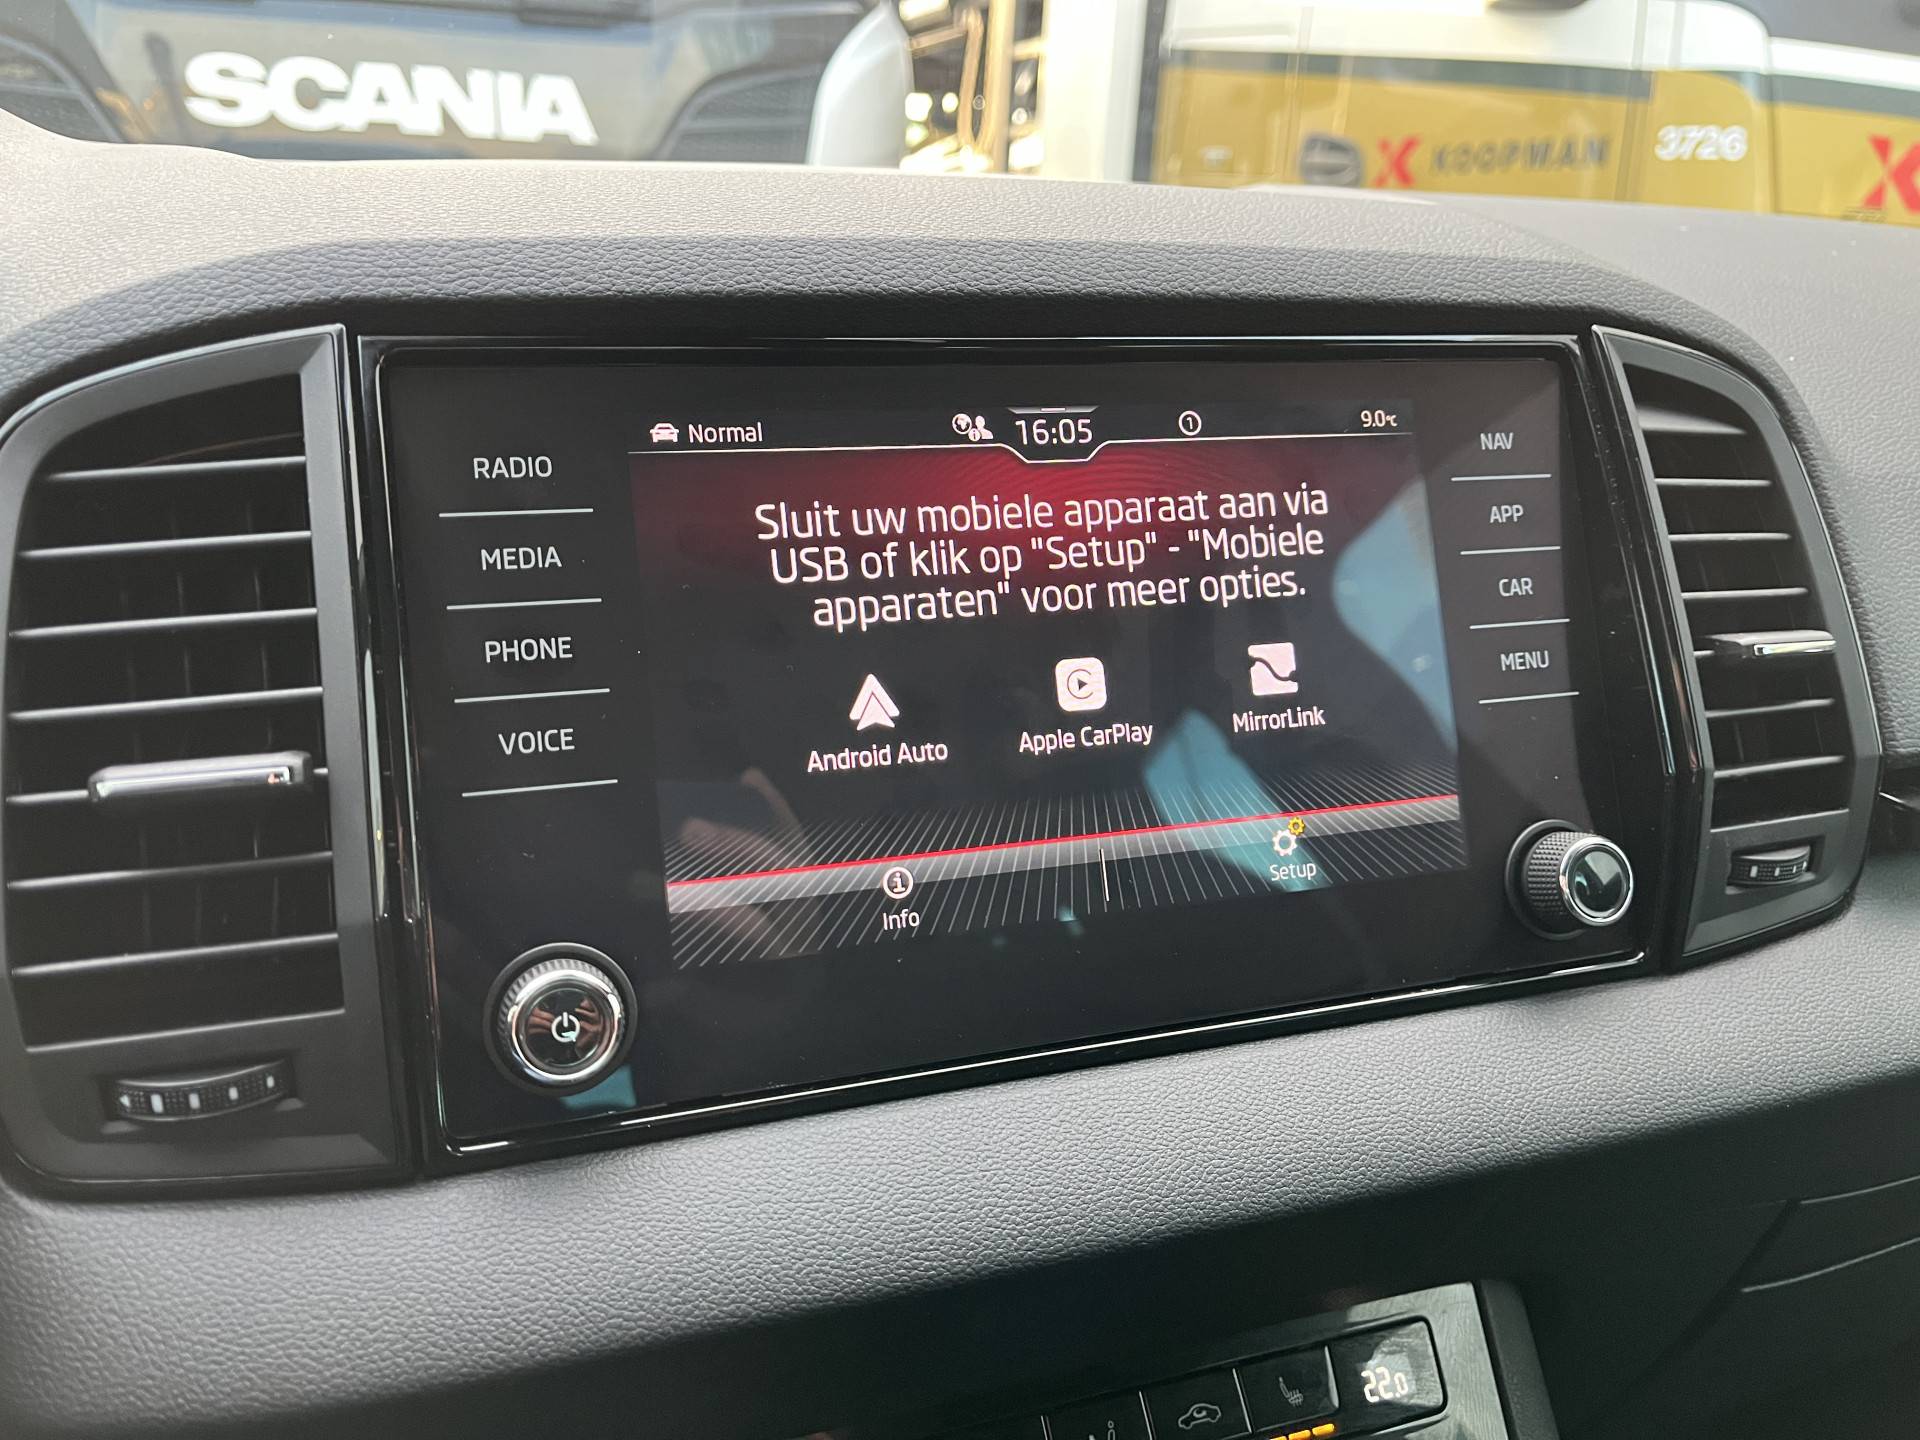 SCANIA
X KOOPMAN
3726
X
RADIO
MEDIA
PHONE
VOICE
Normal
16:05
1
9.0°C
Sluit uw mobiele apparaat aan via
USB of klik op "Setup" - "Mobiele
apparaten" voor meer opties.
Android Auto
Apple CarPlay
MirrorLink
Info
Setup
NAV
APP
CAR
MENU
22.0